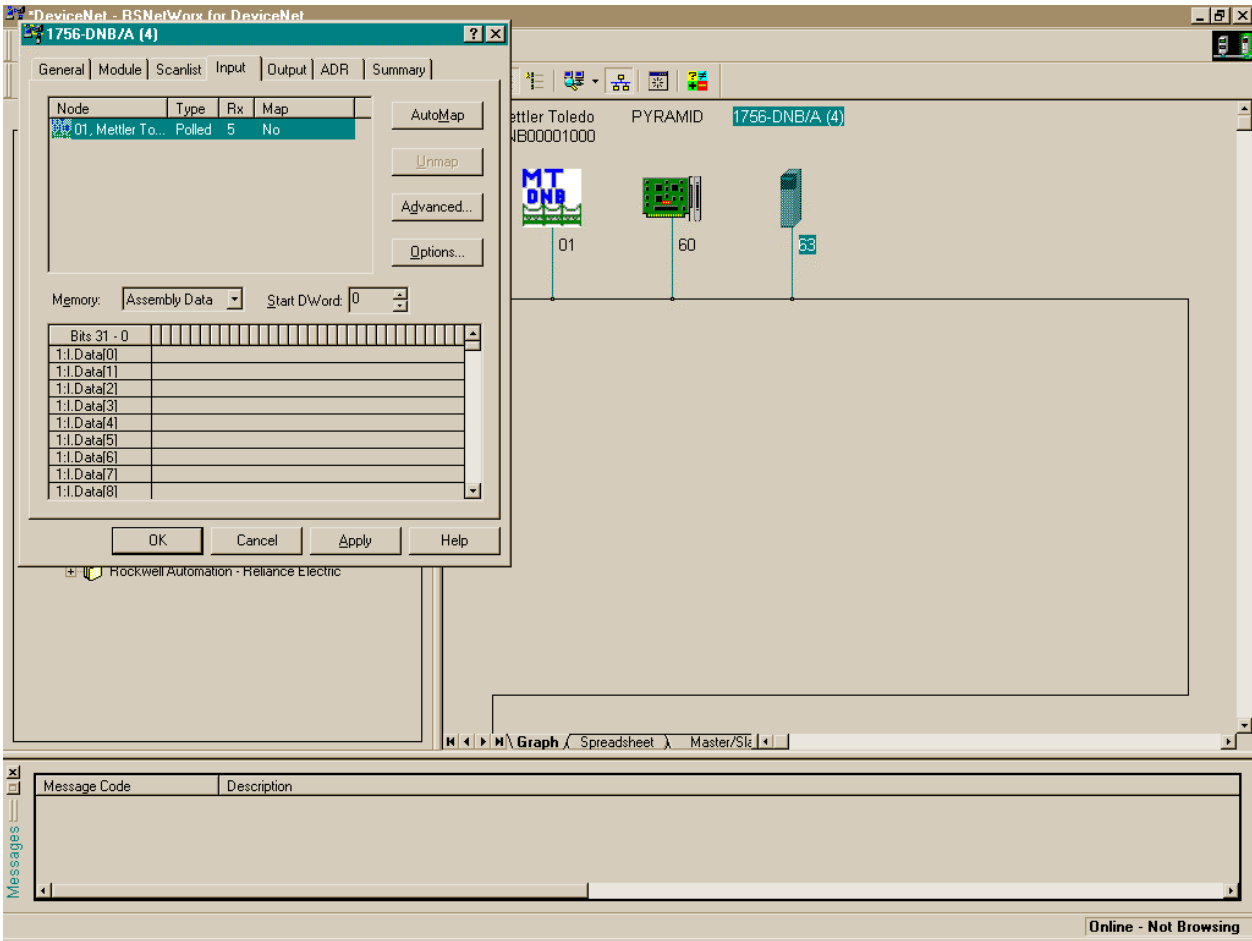 *DeviceNet - RSNetWorx for DeviceNet
1756-DNB/A (4)
General Module Scanlist Input Output ADR Summary
Node Type Rx Map
01, Mettler To... Polled 5 No
AutoMap
Unmap
Advanced...
Options...
Memory: Assembly Data Start DWord: 0
Bits 31 - 0
1:I.Data[0]
1:I.Data[1]
1:I.Data[2]
1:I.Data[3]
1:I.Data[4]
1:I.Data[5]
1:I.Data[6]
1:I.Data[7]
1:I.Data[8]
OK Cancel Apply Help
Rockwell Automation - Reliance Electric
ettler Toledo PYRAMID 1756-DNB/A (4)
NB00001000
MT
DNB
01 60 63
Graph Spreadsheet Master/Sla
Message Code Description
Messages
Online - Not Browsing